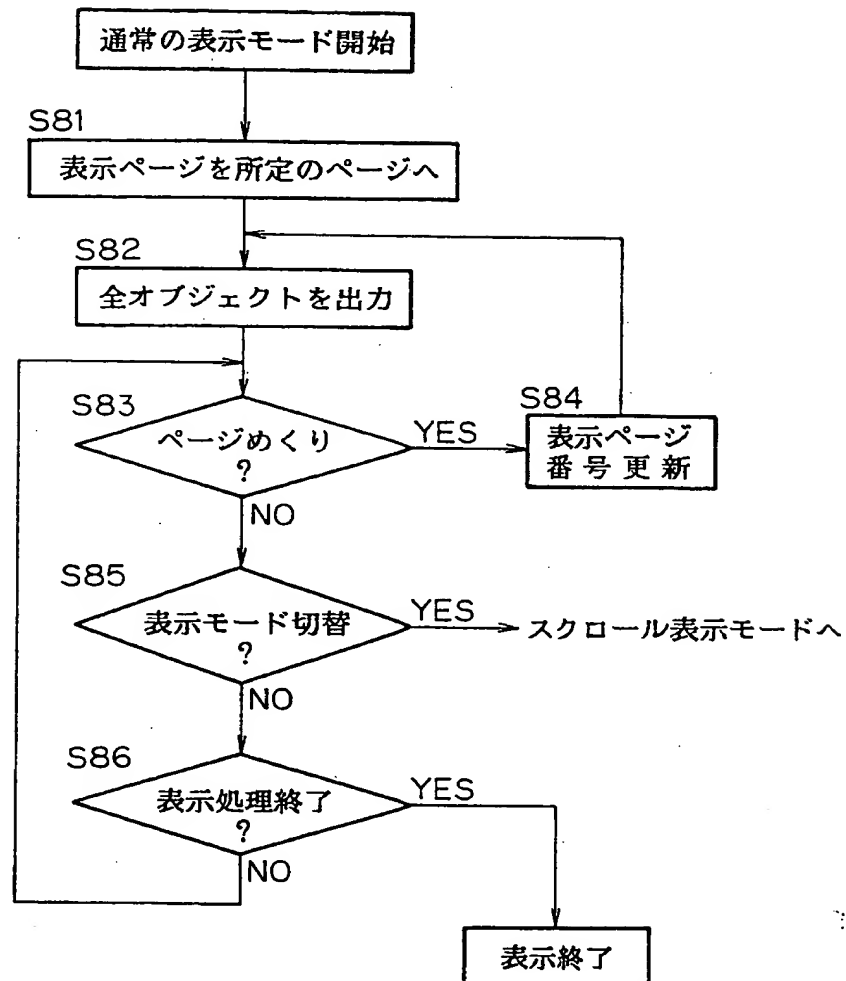 通常の表示モード開始
S81
表示ページを所定のページへ
S82
全オブジェクトを出力
S83
ページめくり
?
YES
S84
表示ページ
番号更新
NO
S85
表示モード切替
?
YES
スクロール表示モードへ
NO
S86
表示処理終了
?
YES
NO
表示終了